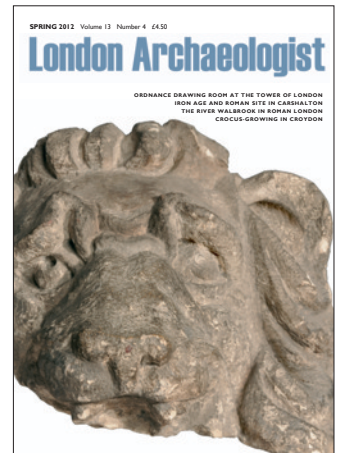 SPRING 2012 Volume 13 Number 4 £4.50
London Archaeologist
ORDNANCE DRAWING ROOM AT THE TOWER OF LONDON
IRON AGE AND ROMAN SITE IN CARSHALTON
THE RIVER WALBROOK IN ROMAN LONDON
CROCUS-GROWING IN CROYDON